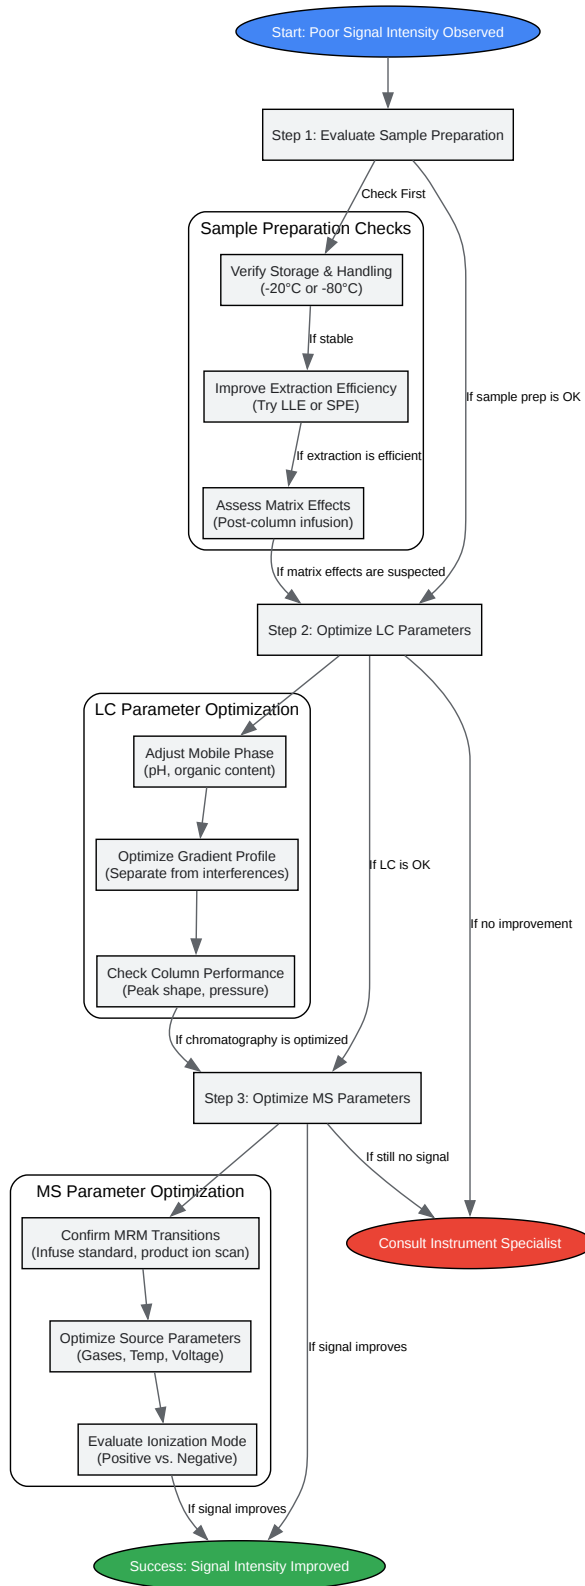 Start: Poor Signal Intensity Observed
Step 1: Evaluate Sample Preparation
Check First
Sample Preparation Checks
Verify Storage & Handling
(-20°C or -80°C)
If stable
Improve Extraction Efficiency
(Try LLE or SPE)
If sample prep is OK
If extraction is efficient
Assess Matrix Effects
(Post-column infusion)
If matrix effects are suspected
Step 2: Optimize LC Parameters
LC Parameter Optimization
Adjust Mobile Phase
(pH, organic content)
Optimize Gradient Profile
(Separate from interferences)
If LC is OK
If no improvement
Check Column Performance
(Peak shape, pressure)
If chromatography is optimized
Step 3: Optimize MS Parameters
If still no signal
MS Parameter Optimization
Confirm MRM Transitions
(Infuse standard, product ion scan)
Consult Instrument Specialist
Optimize Source Parameters
(Gases, Temp, Voltage)
If signal improves
Evaluate Ionization Mode
(Positive vs. Negative)
If signal improves
Success: Signal Intensity Improved